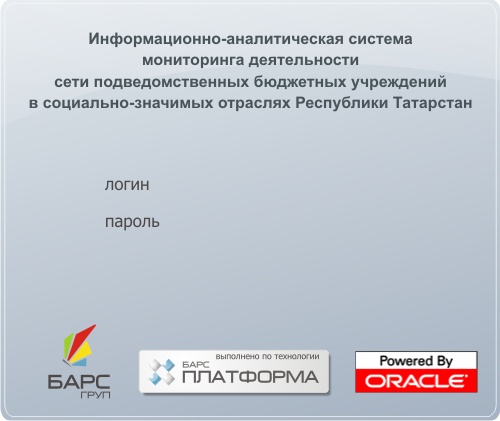 Информационно-аналитическая система
мониторинга деятельности
сети подведомственных бюджетных учреждений
в социально-значимых отраслях Республики Татарстан
логин
пароль
БАРС
ГРУП
выполнено по технологии
БАРС
ПЛАТФОРМА
Powered By
ORACLE